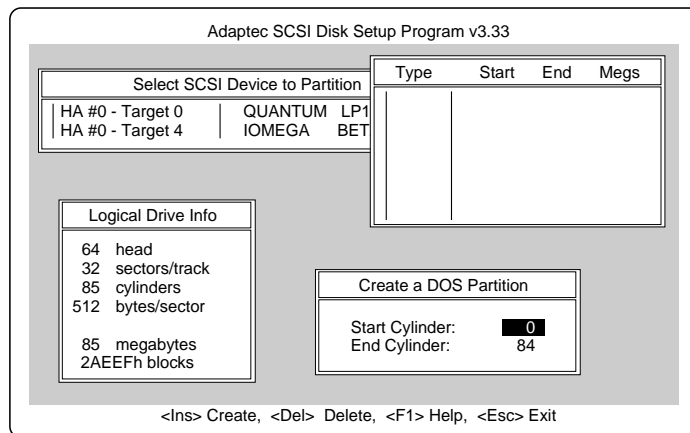 Adaptec SCSI Disk Setup Program v3.33
Select SCSI Device to Partition
HA #0 - Target 0 QUANTUM LP1
HA #0 - Target 4 IOMEGA BET
Type Start End Megs
Logical Drive Info
64 head
32 sectors/track
85 cylinders
512 bytes/sector
85 megabytes
2AEEFh blocks
Create a DOS Partition
Start Cylinder: 0
End Cylinder: 84
<Ins> Create, <Del> Delete, <F1> Help, <Esc> Exit